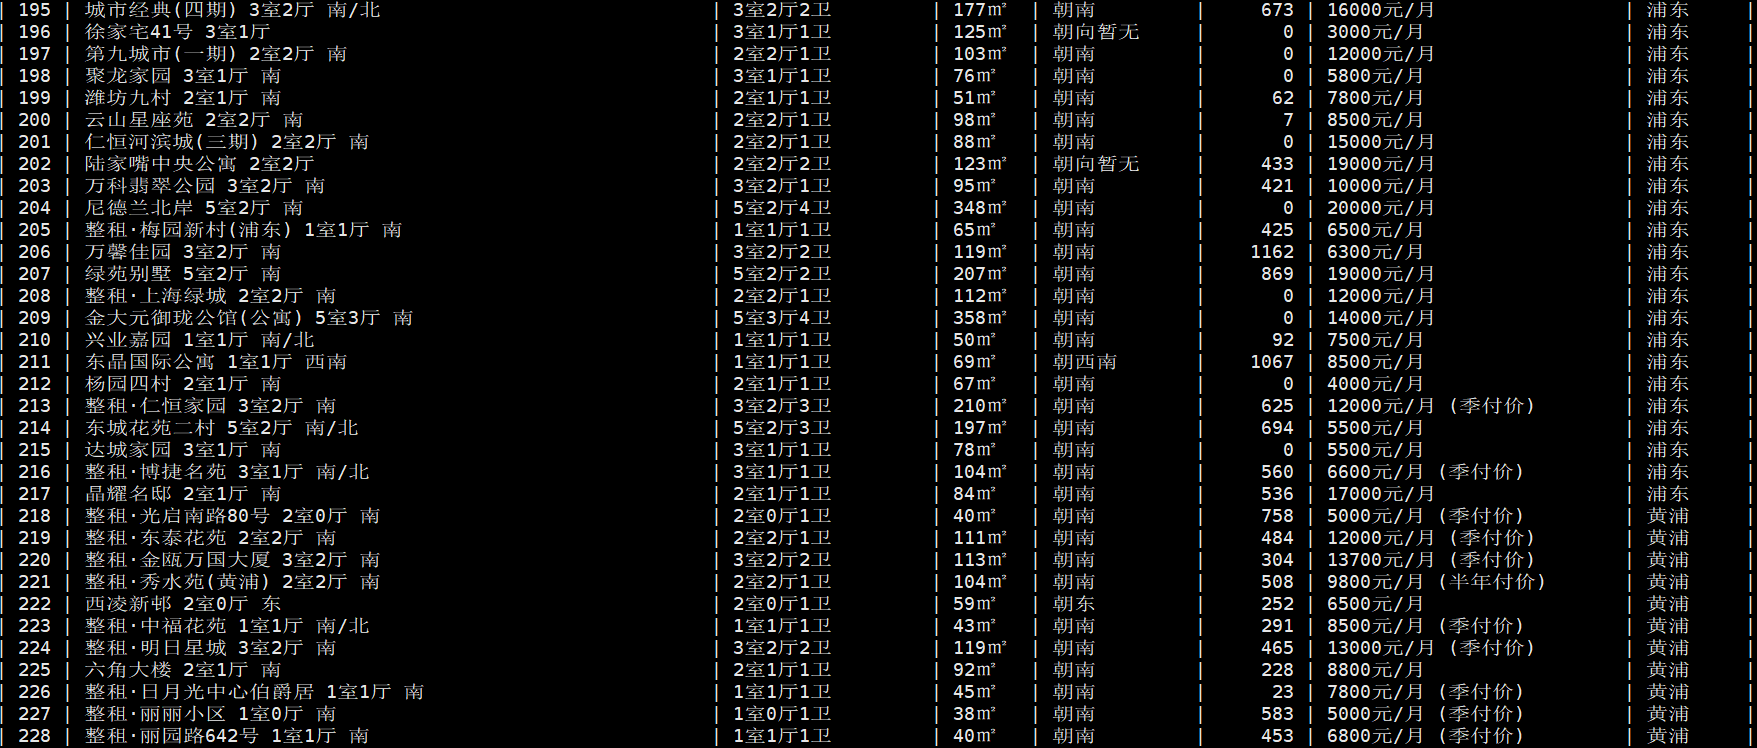 | 195 | 城市经典(四期) 3室2厅 南/北 | 3室2厅2卫 | 177㎡ | 朝南 | 673 | 16000元/月 | 浦东 |
| 196 | 徐家宅41号 3室1厅 | 3室1厅1卫 | 125㎡ | 朝向暂无 | 0 | 3000元/月 | 浦东 |
| 197 | 第九城市(一期) 2室2厅 南 | 2室2厅1卫 | 103㎡ | 朝南 | 0 | 12000元/月 | 浦东 |
| 198 | 聚龙家园 3室1厅 南 | 3室1厅1卫 | 76㎡ | 朝南 | 0 | 5800元/月 | 浦东 |
| 199 | 潍坊九村 2室1厅 南 | 2室1厅1卫 | 51㎡ | 朝南 | 62 | 7800元/月 | 浦东 |
| 200 | 云山星座苑 2室2厅 南 | 2室2厅1卫 | 98㎡ | 朝南 | 7 | 8500元/月 | 浦东 |
| 201 | 仁恒河滨城(三期) 2室2厅 南 | 2室2厅1卫 | 88㎡ | 朝南 | 0 | 15000元/月 | 浦东 |
| 202 | 陆家嘴中央公寓 2室2厅 | 2室2厅2卫 | 123㎡ | 朝向暂无 | 433 | 19000元/月 | 浦东 |
| 203 | 万科翡翠公园 3室2厅 南 | 3室2厅1卫 | 95㎡ | 朝南 | 421 | 10000元/月 | 浦东 |
| 204 | 尼德兰北岸 5室2厅 南 | 5室2厅4卫 | 348㎡ | 朝南 | 0 | 20000元/月 | 浦东 |
| 205 | 整租·梅园新村(浦东) 1室1厅 南 | 1室1厅1卫 | 65㎡ | 朝南 | 425 | 6500元/月 | 浦东 |
| 206 | 万馨佳园 3室2厅 南 | 3室2厅2卫 | 119㎡ | 朝南 | 1162 | 6300元/月 | 浦东 |
| 207 | 绿苑别墅 5室2厅 南 | 5室2厅2卫 | 207㎡ | 朝南 | 869 | 19000元/月 | 浦东 |
| 208 | 整租·上海绿城 2室2厅 南 | 2室2厅1卫 | 112㎡ | 朝南 | 0 | 12000元/月 | 浦东 |
| 209 | 金大元御珑公馆(公寓) 5室3厅 南 | 5室3厅4卫 | 358㎡ | 朝南 | 0 | 14000元/月 | 浦东 |
| 210 | 兴业嘉园 1室1厅 南/北 | 1室1厅1卫 | 50㎡ | 朝南 | 92 | 7500元/月 | 浦东 |
| 211 | 东晶国际公寓 1室1厅 西南 | 1室1厅1卫 | 69㎡ | 朝西南 | 1067 | 8500元/月 | 浦东 |
| 212 | 杨园四村 2室1厅 南 | 2室1厅1卫 | 67㎡ | 朝南 | 0 | 4000元/月 | 浦东 |
| 213 | 整租·仁恒家园 3室2厅 南 | 3室2厅3卫 | 210㎡ | 朝南 | 625 | 12000元/月 (季付价) | 浦东 |
| 214 | 东城花苑二村 5室2厅 南/北 | 5室2厅3卫 | 197㎡ | 朝南 | 694 | 5500元/月 | 浦东 |
| 215 | 达城家园 3室1厅 南 | 3室1厅1卫 | 78㎡ | 朝南 | 0 | 5500元/月 | 浦东 |
| 216 | 整租·博捷名苑 3室1厅 南/北 | 3室1厅1卫 | 104㎡ | 朝南 | 560 | 6600元/月 (季付价) | 浦东 |
| 217 | 晶耀名邸 2室1厅 南 | 2室1厅1卫 | 84㎡ | 朝南 | 536 | 17000元/月 | 浦东 |
| 218 | 整租·光启南路80号 2室0厅 南 | 2室0厅1卫 | 40㎡ | 朝南 | 758 | 5000元/月 (季付价) | 黄浦 |
| 219 | 整租·东泰花苑 2室2厅 南 | 2室2厅1卫 | 111㎡ | 朝南 | 484 | 12000元/月 (季付价) | 黄浦 |
| 220 | 整租·金瓯万国大厦 3室2厅 南 | 3室2厅2卫 | 113㎡ | 朝南 | 304 | 13700元/月 (季付价) | 黄浦 |
| 221 | 整租·秀水苑(黄浦) 2室2厅 南 | 2室2厅1卫 | 104㎡ | 朝南 | 508 | 9800元/月 (半年付价) | 黄浦 |
| 222 | 西凌新邨 2室0厅 东 | 2室0厅1卫 | 59㎡ | 朝东 | 252 | 6500元/月 | 黄浦 |
| 223 | 整租·中福花苑 1室1厅 南/北 | 1室1厅1卫 | 43㎡ | 朝南 | 291 | 8500元/月 (季付价) | 黄浦 |
| 224 | 整租·明日星城 3室2厅 南 | 3室2厅2卫 | 119㎡ | 朝南 | 465 | 13000元/月 (季付价) | 黄浦 |
| 225 | 六角大楼 2室1厅 南 | 2室1厅1卫 | 92㎡ | 朝南 | 228 | 8800元/月 | 黄浦 |
| 226 | 整租·日月光中心伯爵居 1室1厅 南 | 1室1厅1卫 | 45㎡ | 朝南 | 23 | 7800元/月 (季付价) | 黄浦 |
| 227 | 整租·丽丽小区 1室0厅 南 | 1室0厅1卫 | 38㎡ | 朝南 | 583 | 5000元/月 (季付价) | 黄浦 |
| 228 | 整租·丽园路642号 1室1厅 南 | 1室1厅1卫 | 40㎡ | 朝南 | 453 | 6800元/月 (季付价) | 黄浦 |